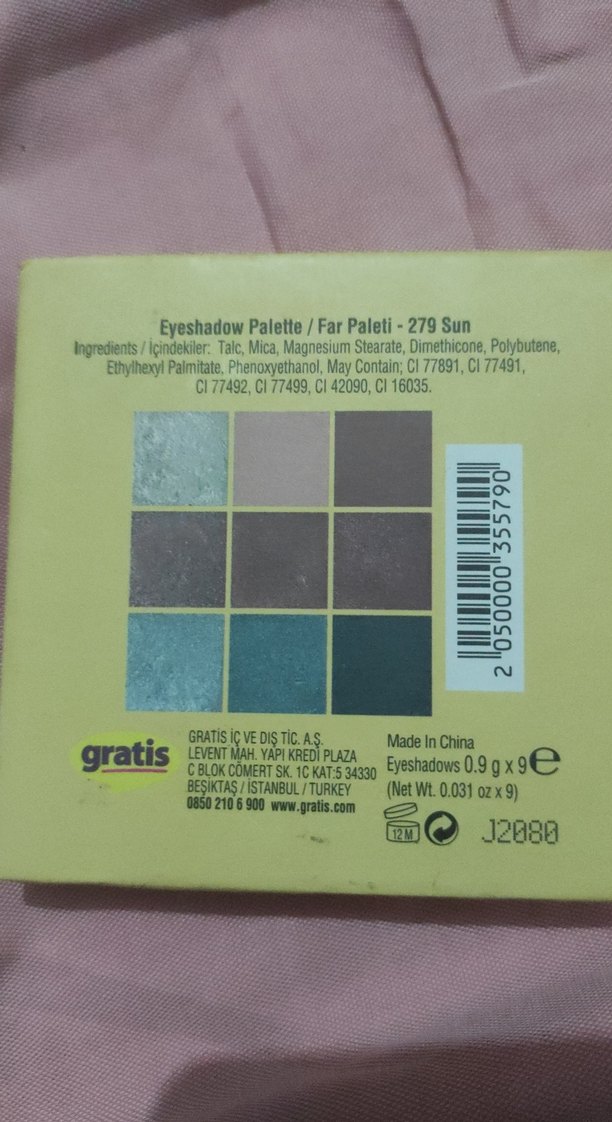 Eyeshadow Palette / Far Paleti - 279 Sun
Ingredients / İçindekiler: Talc, Mica, Magnesium Stearate, Dimethicone, Polybutene,
Ethylhexyl Palmitate, Phenoxyethanol, May Contain; CI 77891, CI 77491,
CI 77492, CI 77499, CI 42090, CI 16035.
2 050000 355790
gratis
GRATİS İÇ VE DIŞ TİC. A.Ş.
LEVENT MAH. YAPI KREDİ PLAZA
C BLOK CÖMERT SK. 1C KAT:5 34330
BEŞİKTAŞ / İSTANBUL / TURKEY
0850 210 6 900 www.gratis.com
Made In China
Eyeshadows 0.9 g x 9 e
(Net Wt. 0.031 oz x 9)
12 M
J2080